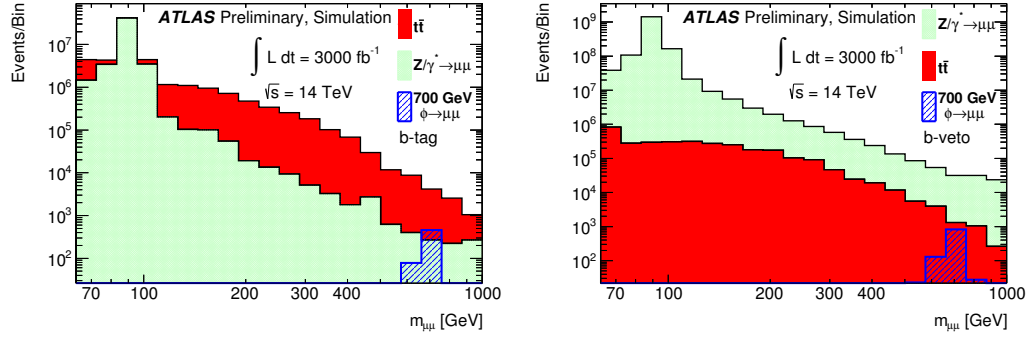 Events/Bin
ATLAS Preliminary, Simulation
∫ L dt = 3000 fb⁻¹
√s = 14 TeV
tt̄
Z/γ*→μμ
700 GeV
ϕ→μμ
b-tag
10⁷
10⁶
10⁵
10⁴
10³
10²
70 100 200 300 400 1000
mμμ [GeV]
Events/Bin
ATLAS Preliminary, Simulation
∫ L dt = 3000 fb⁻¹
√s = 14 TeV
Z/γ*→μμ
tt̄
700 GeV
ϕ→μμ
b-veto
10⁹
10⁸
10⁷
10⁶
10⁵
10⁴
10³
10²
70 100 200 300 400 1000
mμμ [GeV]